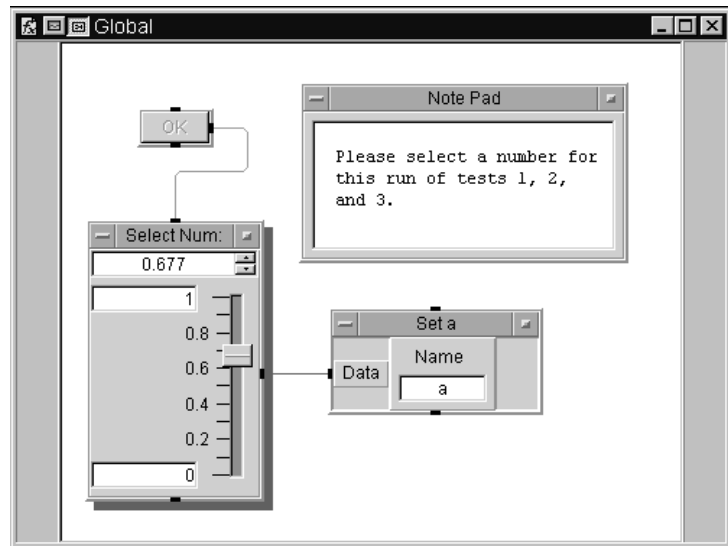 Global
OK
Note Pad
Please select a number for
this run of tests 1, 2,
and 3.
Select Num:
0.677
1
0.8
0.6
0.4
0.2
0
Set a
Data
Name
a